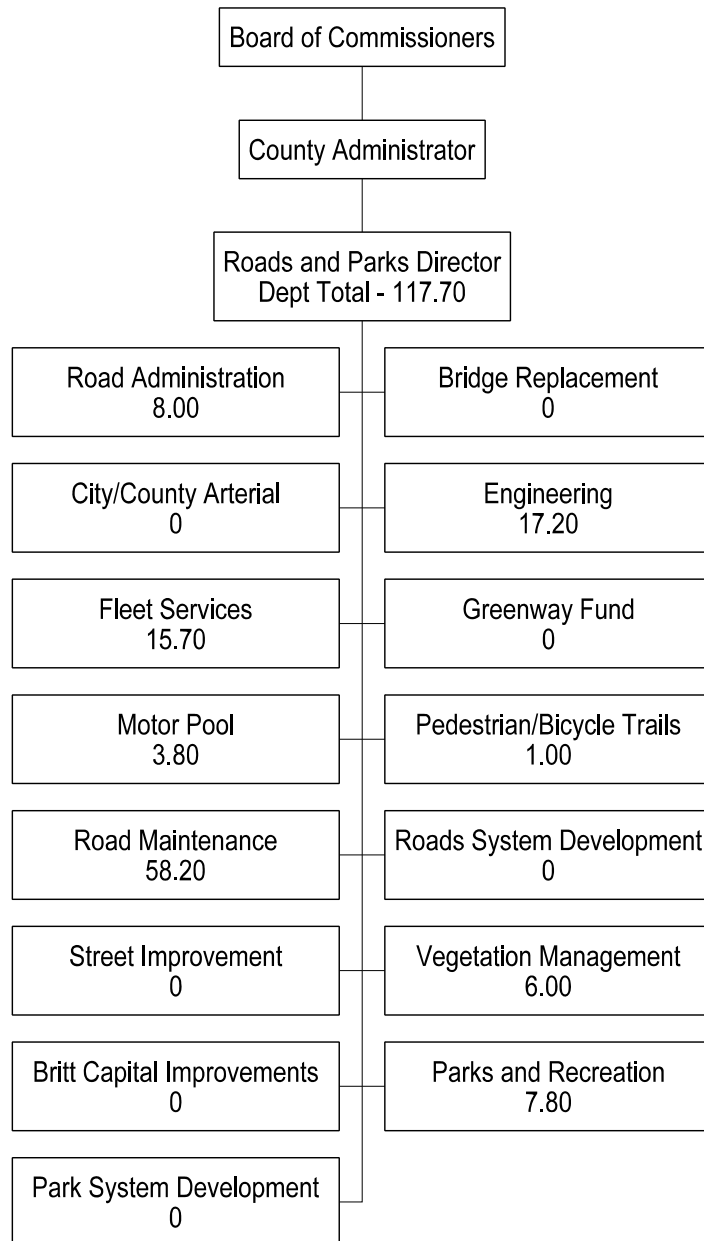 Board of Commissioners
County Administrator
Roads and Parks Director
Dept Total - 117.70
Road Administration
8.00
Bridge Replacement
0
City/County Arterial
0
Engineering
17.20
Fleet Services
15.70
Greenway Fund
0
Motor Pool
3.80
Pedestrian/Bicycle Trails
1.00
Road Maintenance
58.20
Roads System Development
0
Street Improvement
0
Vegetation Management
6.00
Britt Capital Improvements
0
Parks and Recreation
7.80
Park System Development
0